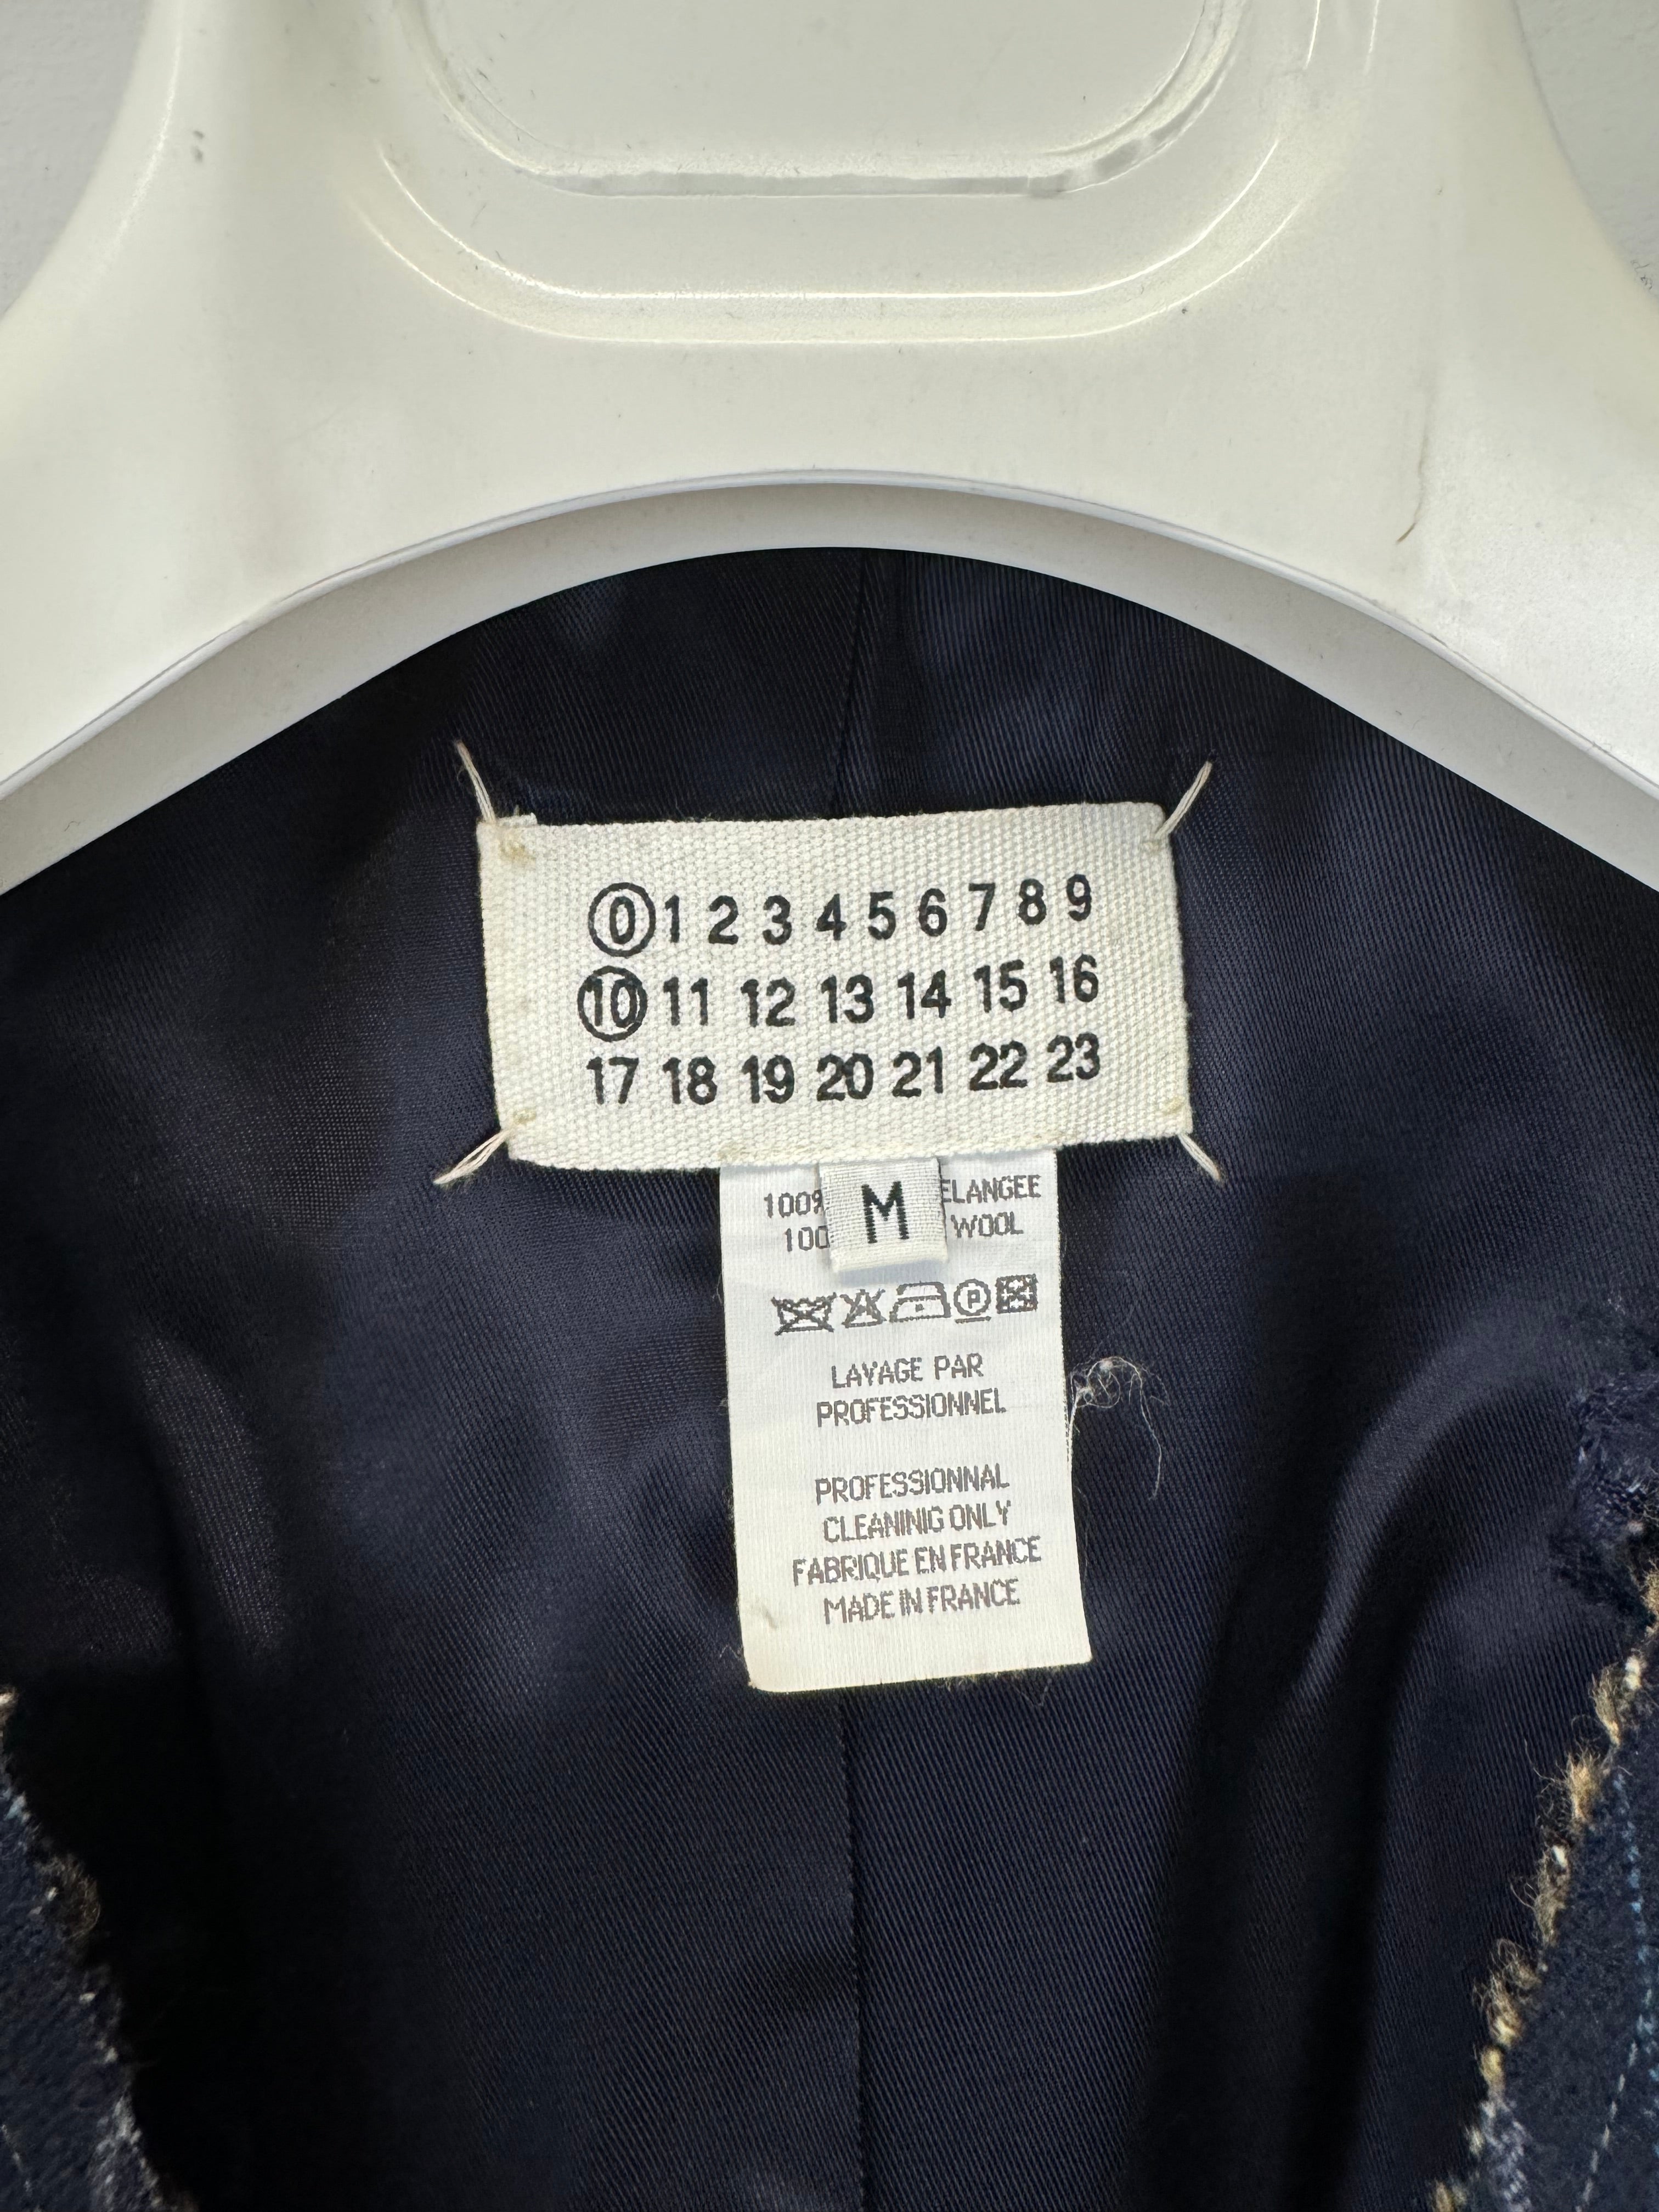 0 1 2 3 4 5 6 7 8 9
10 11 12 13 14 15 16
17 18 19 20 21 22 23
M
WOOL
P
LAVAGE PAR
PROFESSIONNEL
PROFESSIONNAL
CLEANINIG ONLY
FABRIQUE EN FRANCE
MADE IN FRANCE